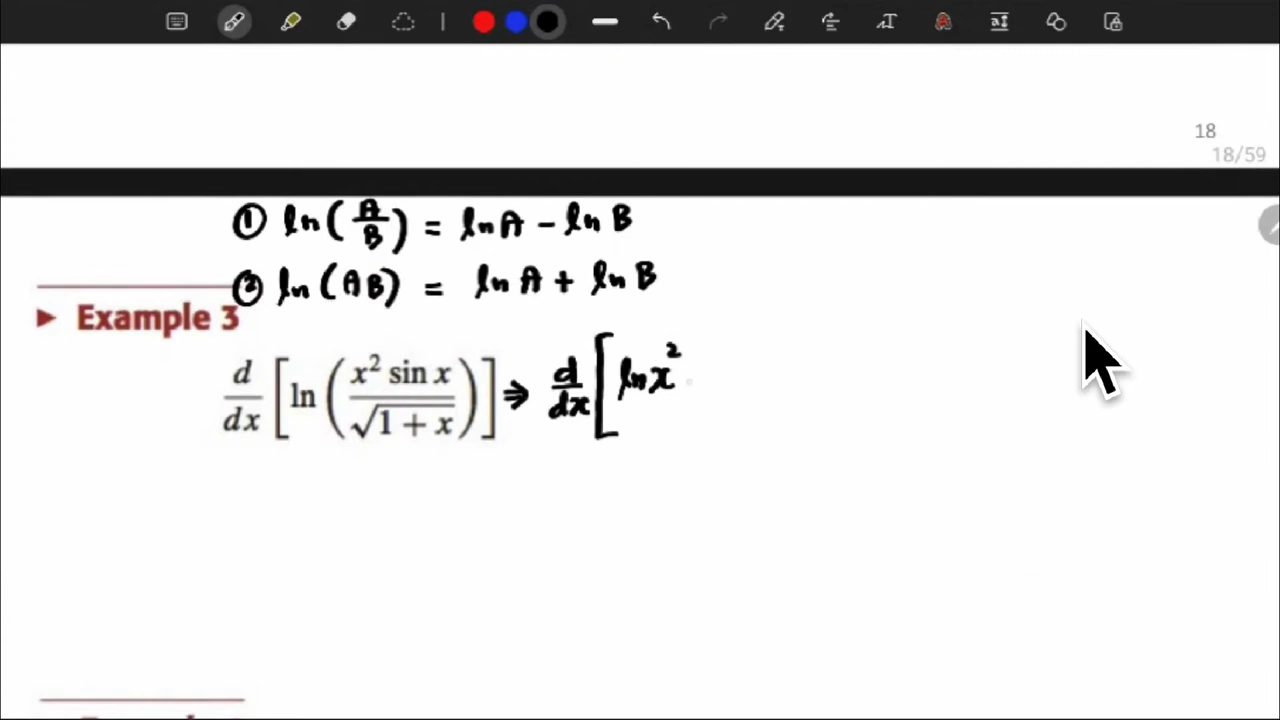 18
18/59
① ln(A/B) = ln A − ln B
② ln(AB) = ln A + ln B
► Example 3
d/dx [ln(x² sin x / √(1 + x))] ⇒ d/dx [ln x²